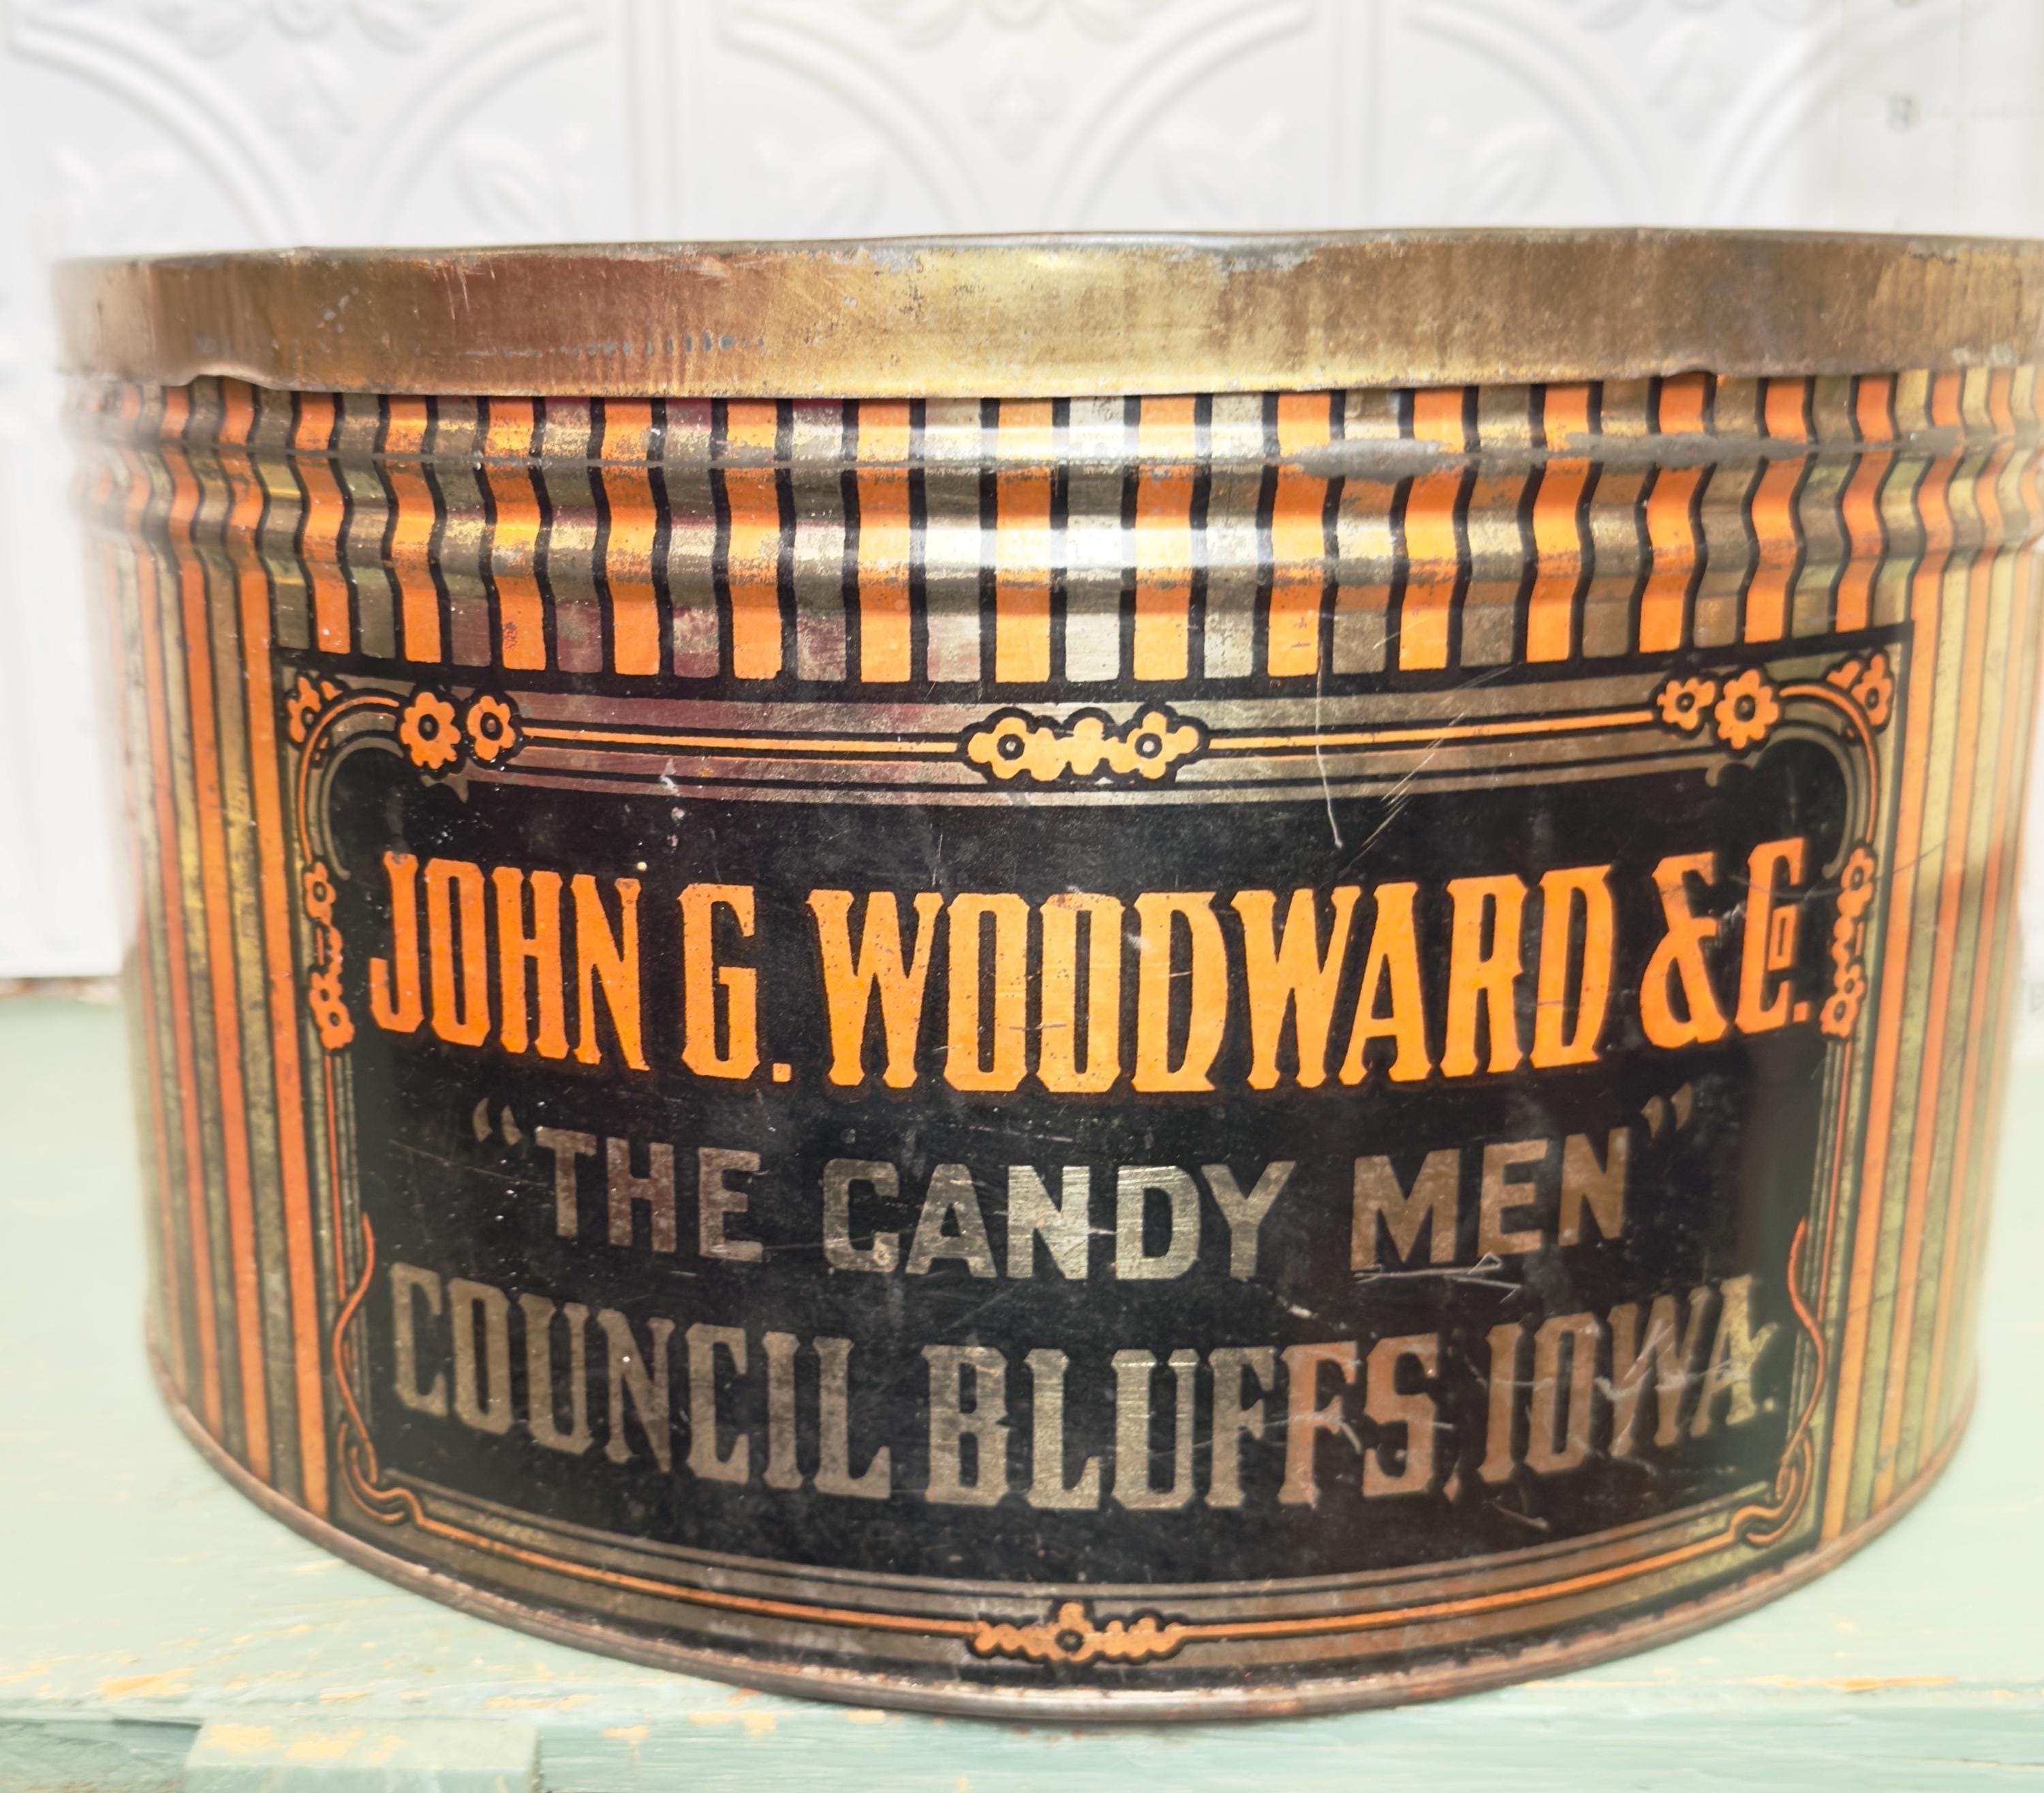 JOHN G. WOODWARD & Co.
“THE CANDY MEN”
COUNCIL BLUFFS, IOWA.